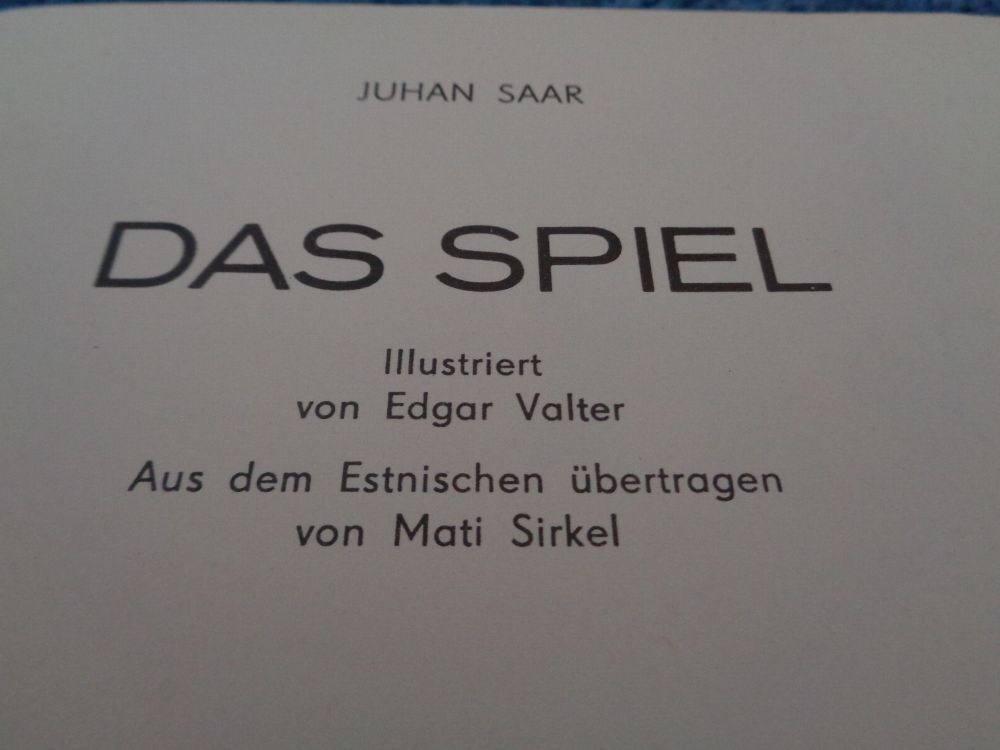 JUHAN SAAR
DAS SPIEL
Illustriert
von Edgar Valter
Aus dem Estnischen übertragen
von Mati Sirkel